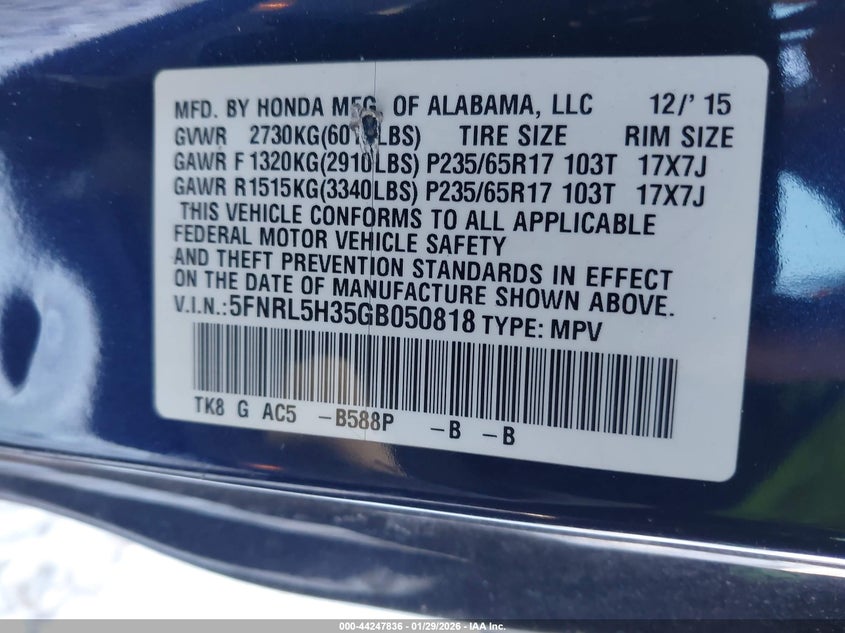 MFD. BY HONDA MFG. OF ALABAMA, LLC 12/' 15
GVWR 2730KG( LBS) TIRE SIZE RIM SIZE
GAWR F 1320KG(2910LBS) P235/65R17 103T 17X7J
GAWR R1515KG(3340LBS) P235/65R17 103T 17X7J
THIS VEHICLE CONFORMS TO ALL APPLICABLE
FEDERAL MOTOR VEHICLE SAFETY
AND THEFT PREVENTION STANDARDS IN EFFECT
ON THE DATE OF MANUFACTURE SHOWN ABOVE.
V.I.N.:5FNRL5H35GB050818 TYPE: MPV
TK8 G AC5 -B588P -B -B
000-44247836 - 01/29/2026 - IAA Inc.